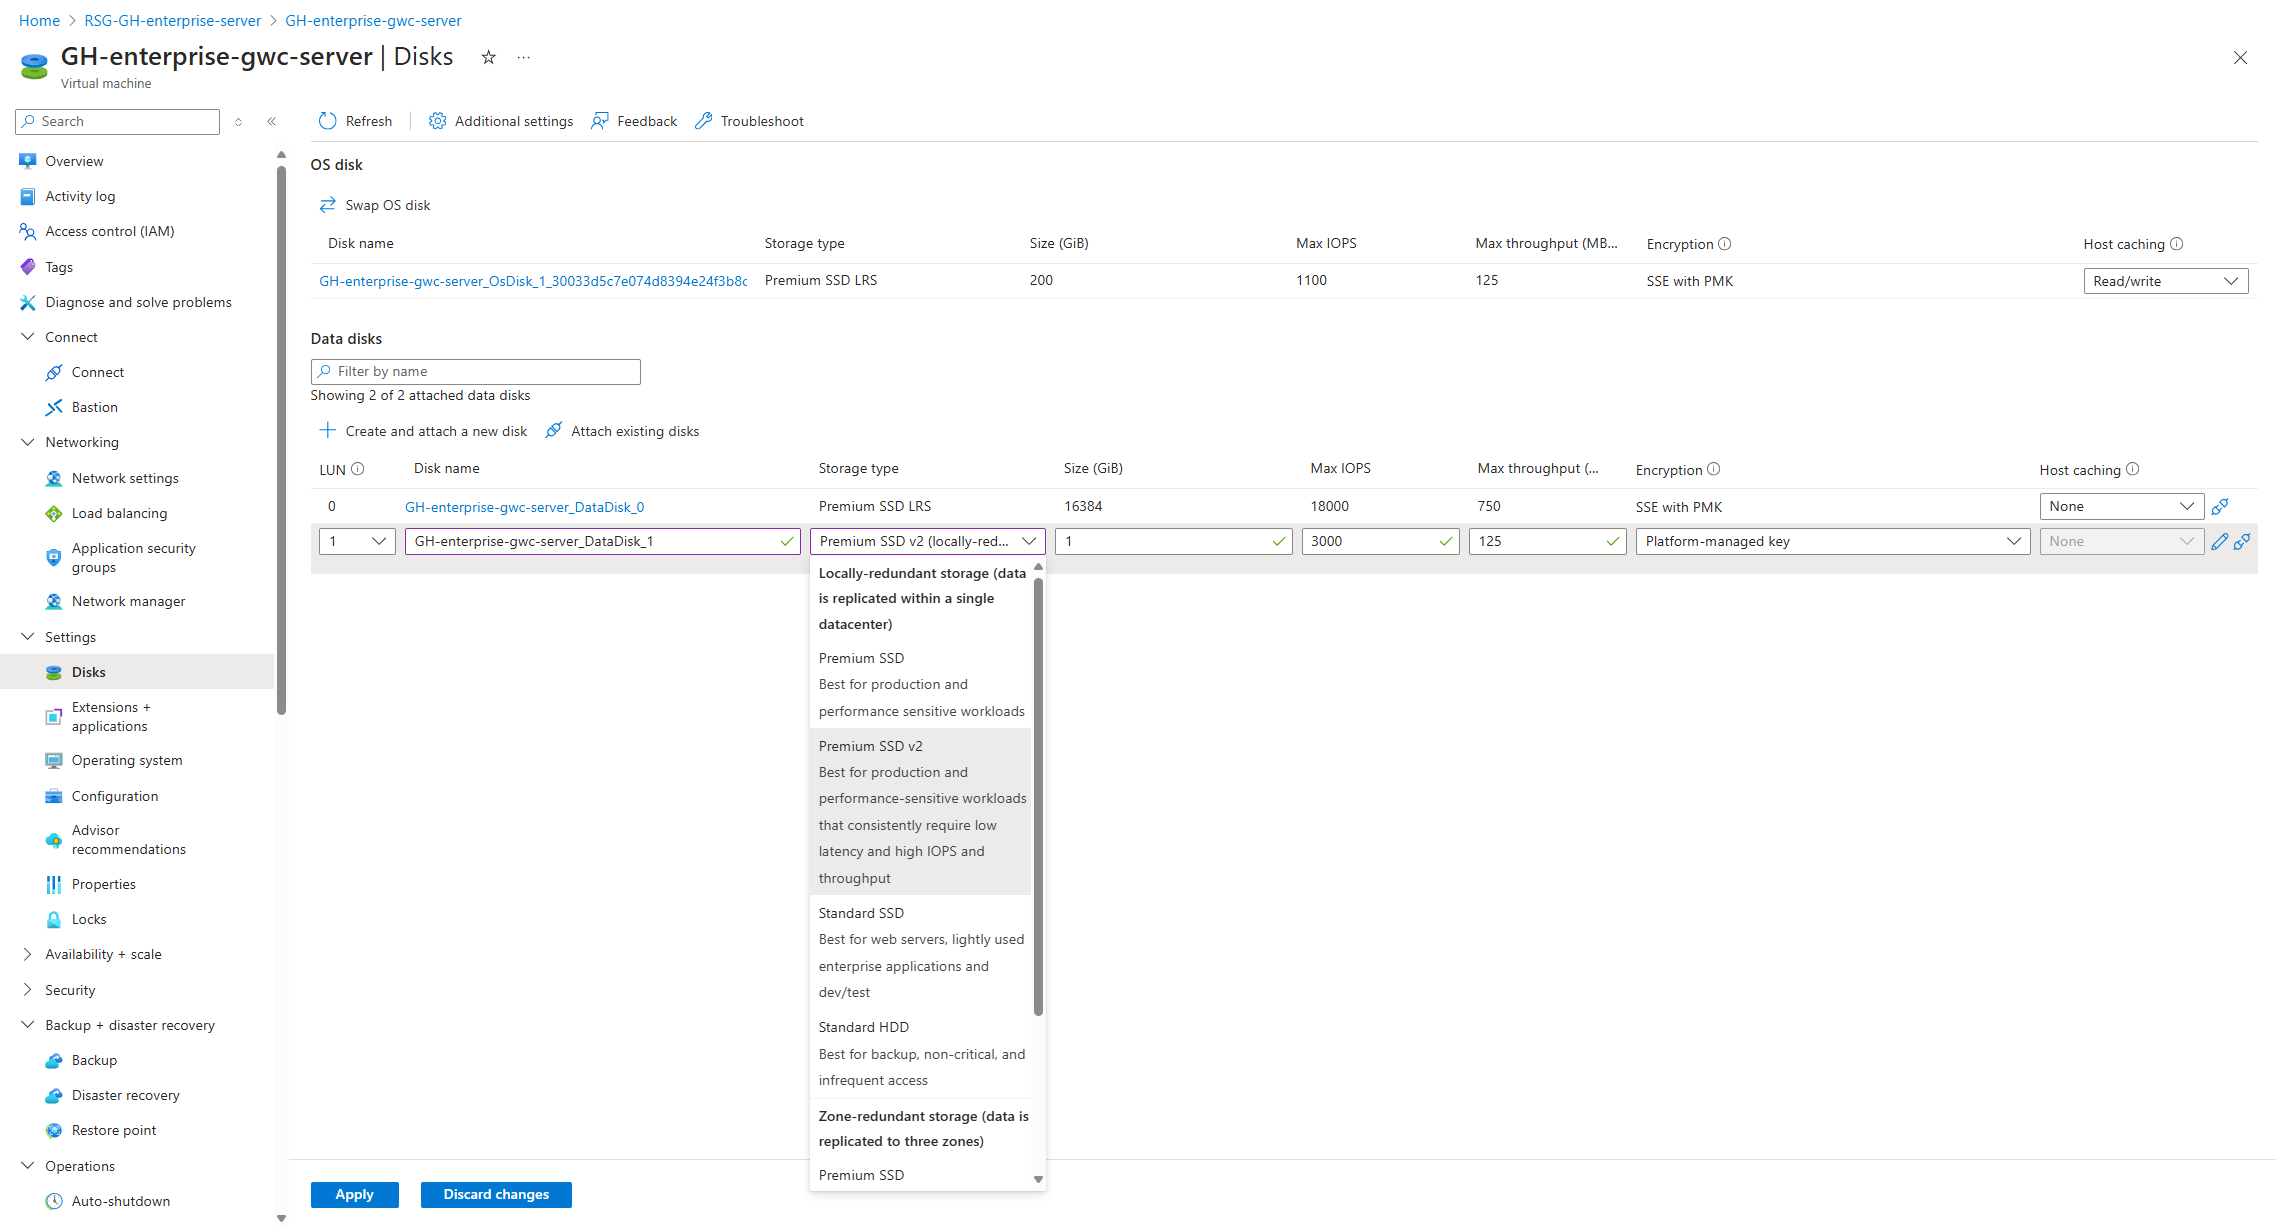 Home > RSG-GH-enterprise-server > GH-enterprise-gwc-server
GH-enterprise-gwc-server | Disks
Virtual machine
Search
Refresh
Additional settings
Feedback
Troubleshoot
Overview
Activity log
Access control (IAM)
Tags
Diagnose and solve problems
Connect
Connect
Bastion
Networking
Network settings
Load balancing
Application security
groups
Network manager
Settings
Disks
Extensions +
applications
Operating system
Configuration
Advisor
recommendations
Properties
Locks
Availability + scale
Security
Backup + disaster recovery
Backup
Disaster recovery
Restore point
Operations
Auto-shutdown
OS disk
Swap OS disk
Disk name Storage type Size (GiB) Max IOPS Max throughput (MB... Encryption Host caching
GH-enterprise-gwc-server_OsDisk_1_30033d5c7e074d8394e24f3b8c Premium SSD LRS 200 1100 125 SSE with PMK Read/write
Data disks
Filter by name
Showing 2 of 2 attached data disks
Create and attach a new disk Attach existing disks
LUN Disk name Storage type Size (GiB) Max IOPS Max throughput (... Encryption Host caching
0 GH-enterprise-gwc-server_DataDisk_0 Premium SSD LRS 16384 18000 750 SSE with PMK None
1 GH-enterprise-gwc-server_DataDisk_1 Premium SSD v2 (locally-red... 1 3000 125 Platform-managed key None
Locally-redundant storage (data
is replicated within a single
datacenter)
Premium SSD
Best for production and
performance sensitive workloads
Premium SSD v2
Best for production and
performance-sensitive workloads
that consistently require low
latency and high IOPS and
throughput
Standard SSD
Best for web servers, lightly used
enterprise applications and
dev/test
Standard HDD
Best for backup, non-critical, and
infrequent access
Zone-redundant storage (data is
replicated to three zones)
Premium SSD
Apply Discard changes